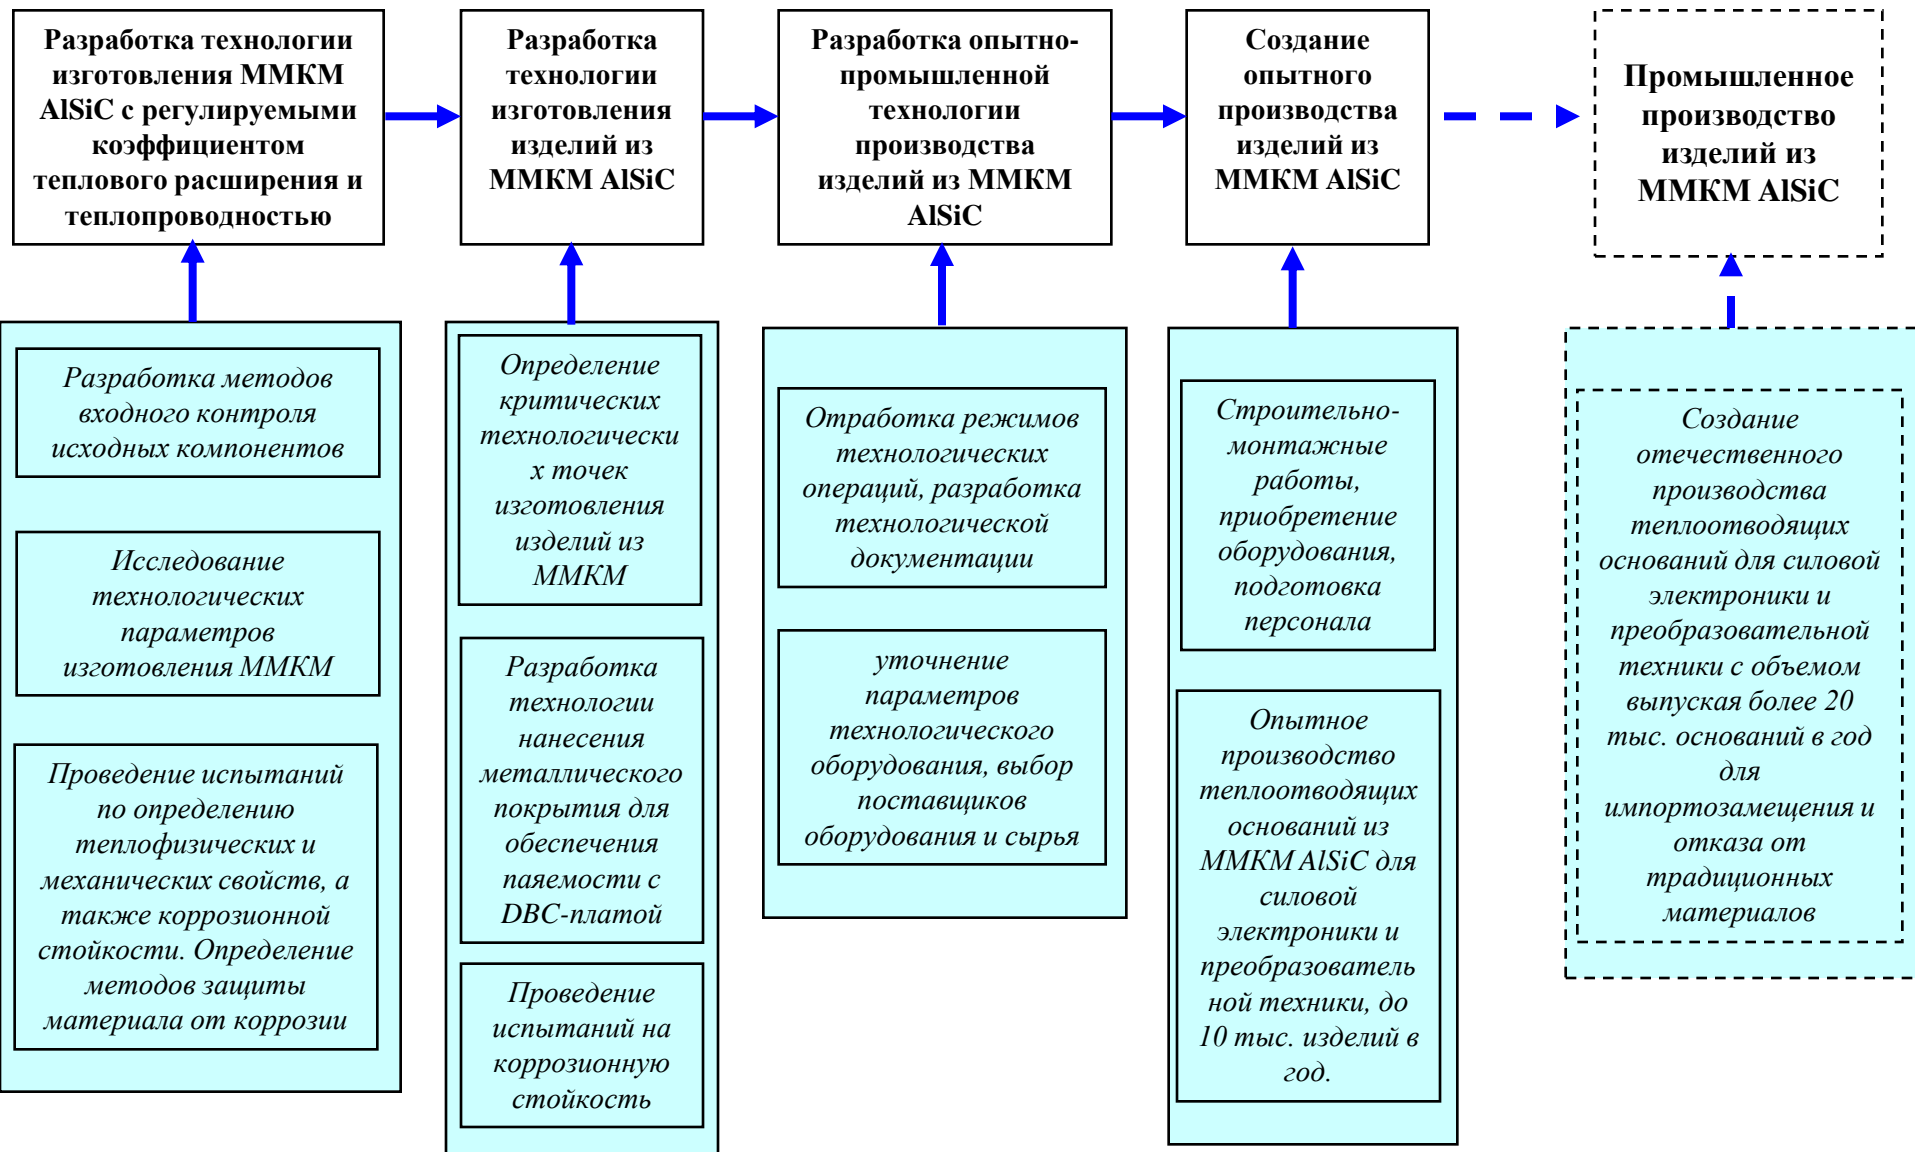 Разработка технологии
изготовления ММКМ
AlSiC с регулируемыми
коэффициентом
теплового расширения и
теплопроводностью
Разработка
технологии
изготовления
изделий из
ММКМ AlSiC
Разработка опытно-
промышленной
технологии
производства
изделий из ММКМ
AlSiC
Создание
опытного
производства
изделий из
ММКМ AlSiC
Промышленное
производство
изделий из
ММКМ AlSiC
Разработка методов
входного контроля
исходных компонентов
Исследование
технологических
параметров
изготовления ММКМ
Проведение испытаний
по определению
теплофизических и
механических свойств, а
также коррозионной
стойкости. Определение
методов защиты
материала от коррозии
Определение
критических
технологически
х точек
изготовления
изделий из
ММКМ
Разработка
технологии
нанесения
металлического
покрытия для
обеспечения
паяемости с
DBC-платой
Проведение
испытаний на
коррозионную
стойкость
Отработка режимов
технологических
операций, разработка
технологической
документации
уточнение
параметров
технологического
оборудования, выбор
поставщиков
оборудования и сырья
Строительно-
монтажные
работы,
приобретение
оборудования,
подготовка
персонала
Опытное
производство
теплоотводящих
оснований из
ММКМ AlSiC для
силовой
электроники и
преобразователь
ной техники, до
10 тыс. изделий в
год.
Создание
отечественного
производства
теплоотводящих
оснований для силовой
электроники и
преобразовательной
техники с объемом
выпуская более 20
тыс. оснований в год
для
импортозамещения и
отказа от
традиционных
материалов